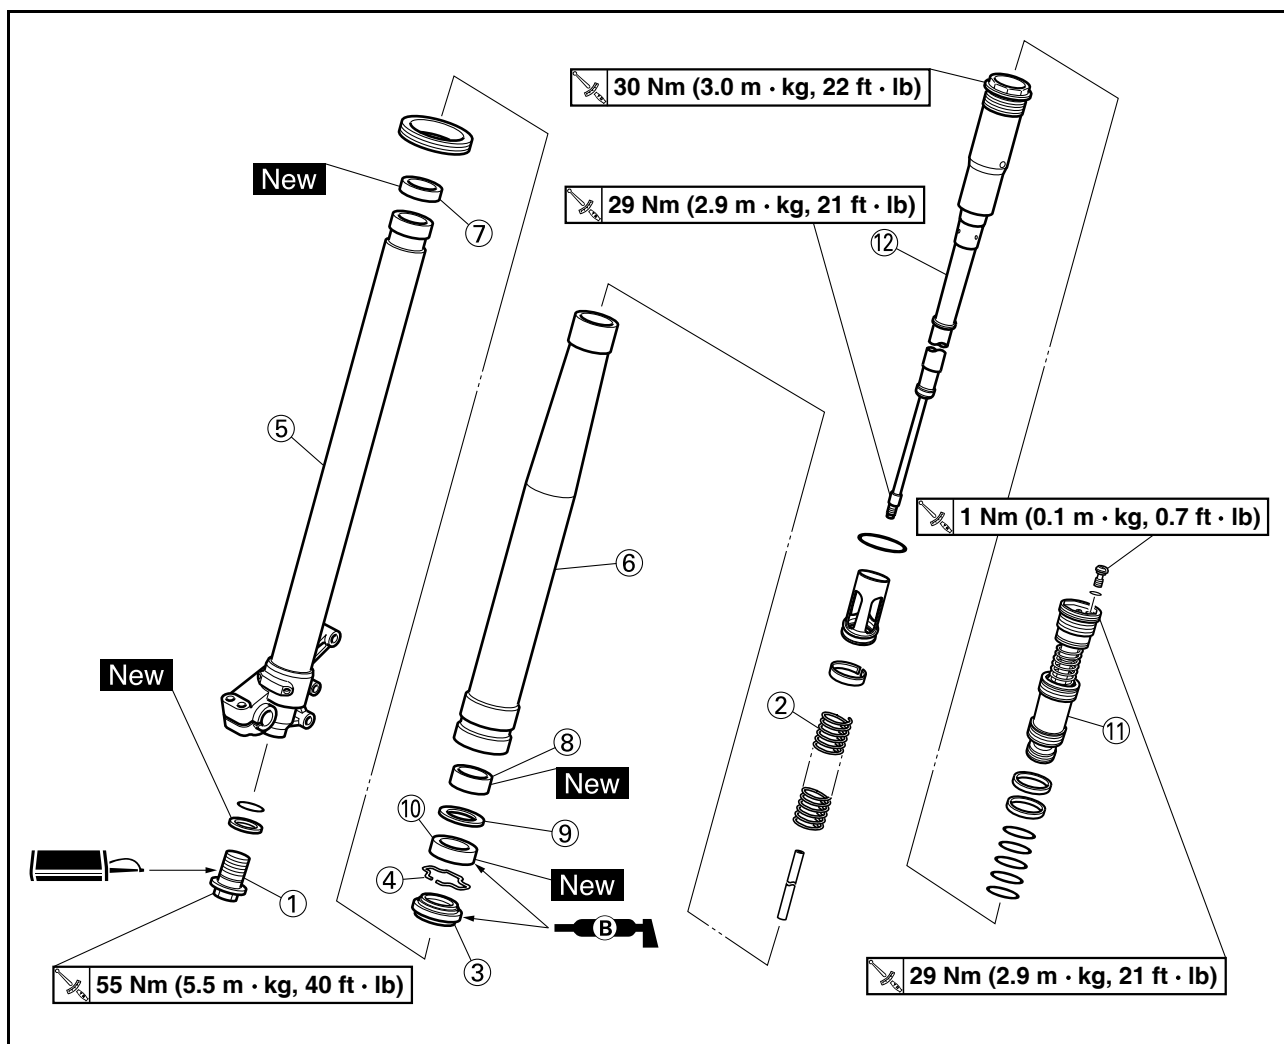 30 Nm (3.0 m · kg, 22 ft · lb)
New
⑦
29 Nm (2.9 m · kg, 21 ft · lb)
⑫
⑤
1 Nm (0.1 m · kg, 0.7 ft · lb)
⑥
New
②
⑪
⑧
New
⑩
⑨
④
New
①
B
③
55 Nm (5.5 m · kg, 40 ft · lb)
29 Nm (2.9 m · kg, 21 ft · lb)